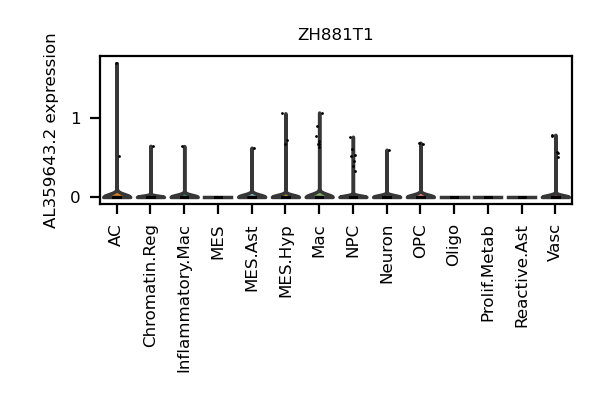 ZH881T1
AL359643.2 expression
1
0
AC
Chromatin.Reg
Inflammatory.Mac
MES
MES.Ast
MES.Hyp
Mac
NPC
Neuron
OPC
Oligo
Prolif.Metab
Reactive.Ast
Vasc